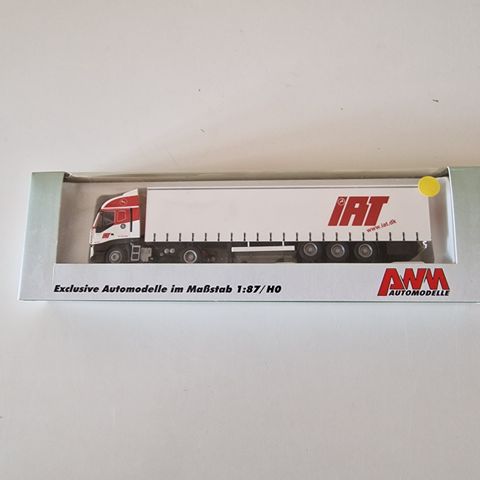 IAT
www.iat.dk
Exclusive Automodelle im Maßstab 1:87/H0
AWM
AUTOMODELLE